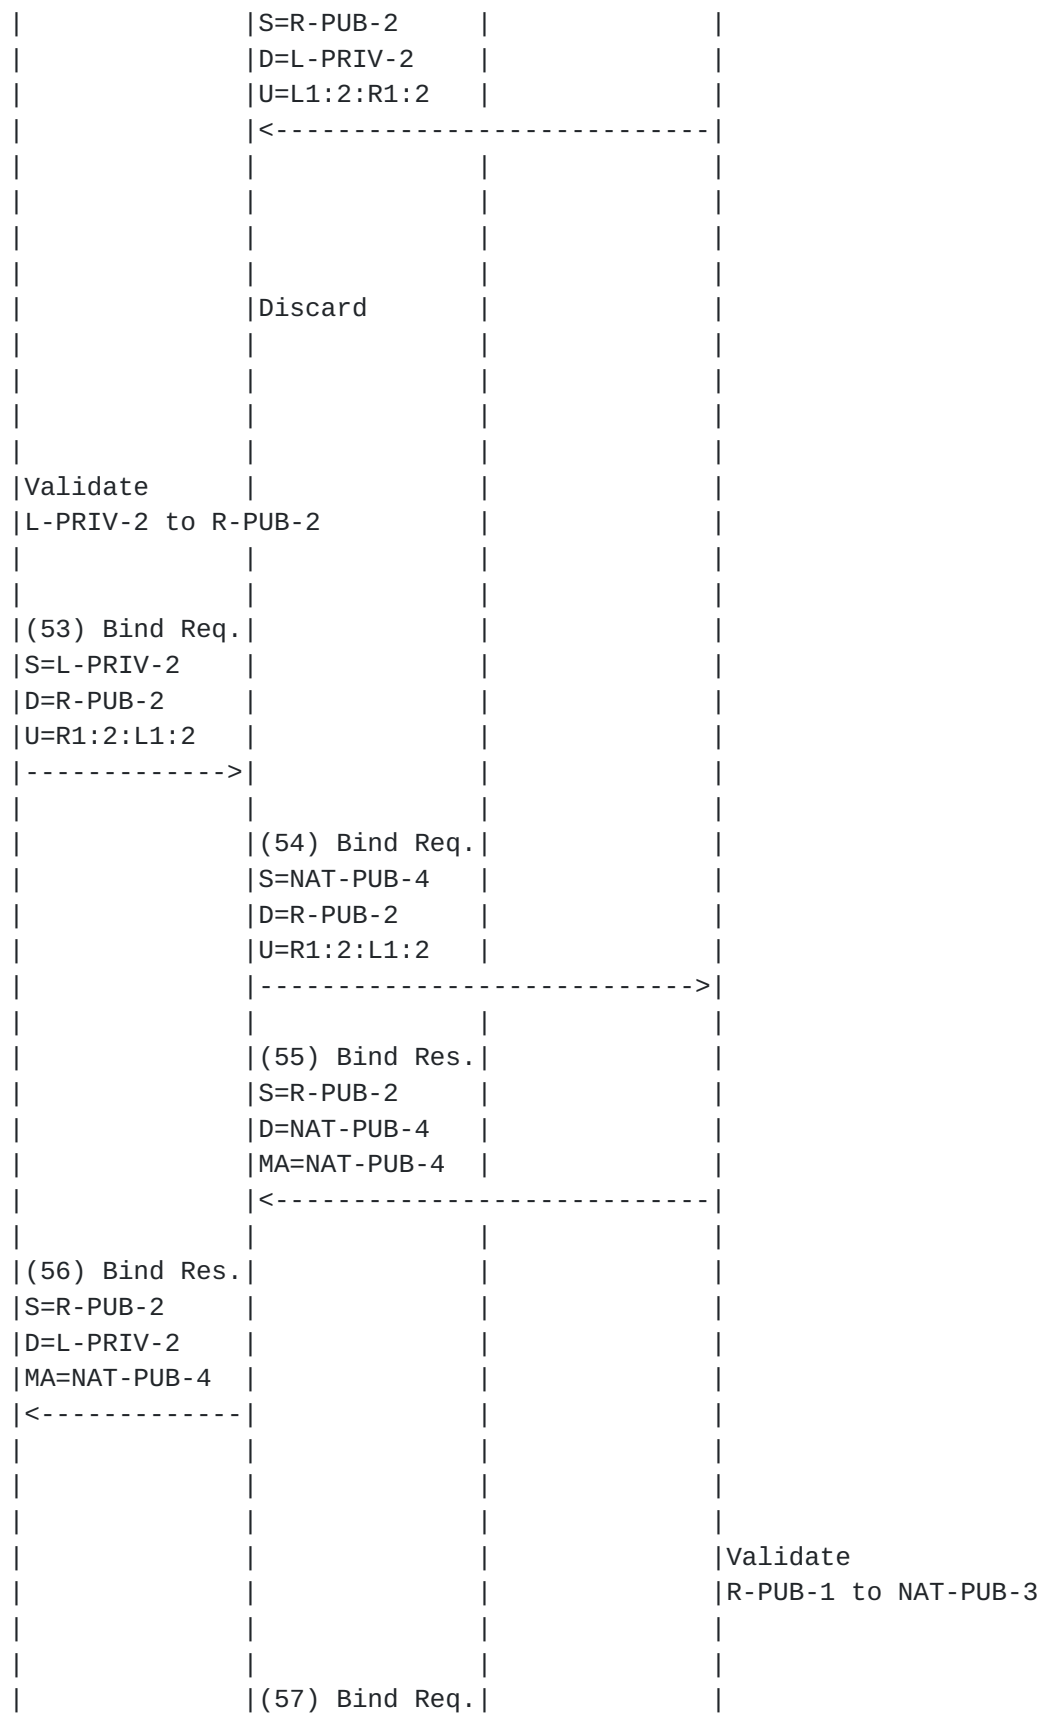 |              |S=R-PUB-2     |              |
|              |D=L-PRIV-2    |              |
|              |U=L1:2:R1:2   |              |
|              |<----------------------------|
|              |              |              |
|              |              |              |
|              |              |              |
|              |              |              |
|              |Discard       |              |
|              |              |              |
|              |              |              |
|              |              |              |
|              |              |              |
|Validate      |              |              |
|L-PRIV-2 to R-PUB-2          |              |
|              |              |              |
|              |              |              |
|(53) Bind Req.|              |              |
|S=L-PRIV-2    |              |              |
|D=R-PUB-2     |              |              |
|U=R1:2:L1:2   |              |              |
|------------->|              |              |
|              |              |              |
|              |(54) Bind Req.|              |
|              |S=NAT-PUB-4   |              |
|              |D=R-PUB-2     |              |
|              |U=R1:2:L1:2   |              |
|              |---------------------------->|
|              |              |              |
|              |(55) Bind Res.|              |
|              |S=R-PUB-2     |              |
|              |D=NAT-PUB-4   |              |
|              |MA=NAT-PUB-4  |              |
|              |<----------------------------|
|              |              |              |
|(56) Bind Res.|              |              |
|S=R-PUB-2     |              |              |
|D=L-PRIV-2    |              |              |
|MA=NAT-PUB-4  |              |              |
|<-------------|              |              |
|              |              |              |
|              |              |              |
|              |              |              |
|              |              |              |Validate
|              |              |              |R-PUB-1 to NAT-PUB-3
|              |              |              |
|              |              |              |
|              |(57) Bind Req.|              |